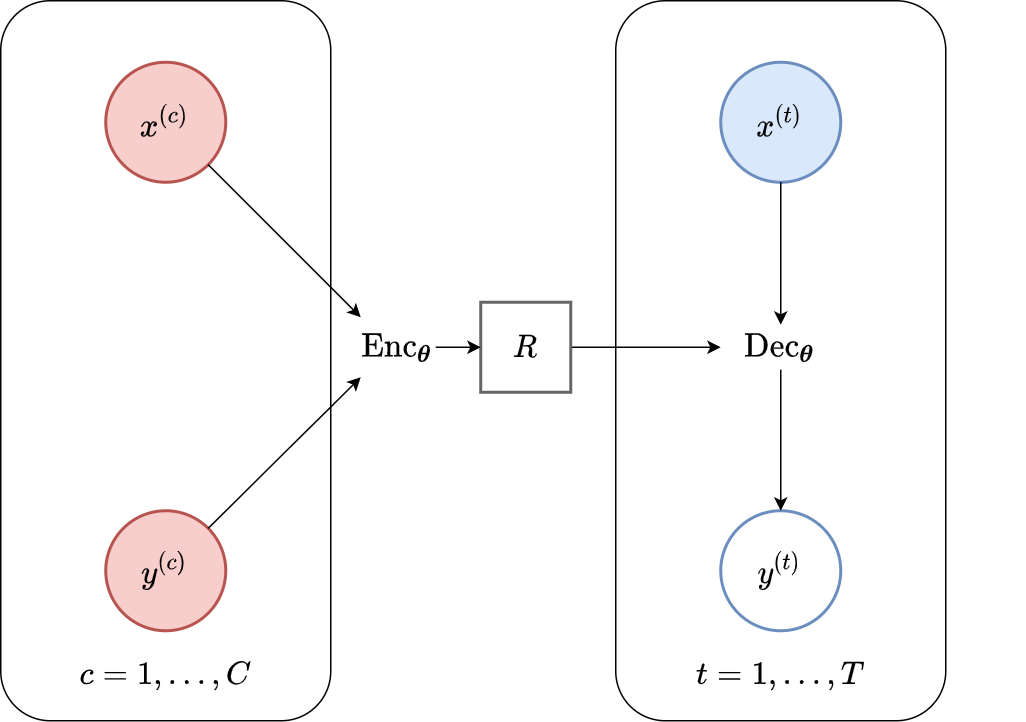 x^{(c)}
y^{(c)}
c = 1, . . . , C
Enc_θ
R
x^{(t)}
Dec_θ
y^{(t)}
t = 1, . . . , T